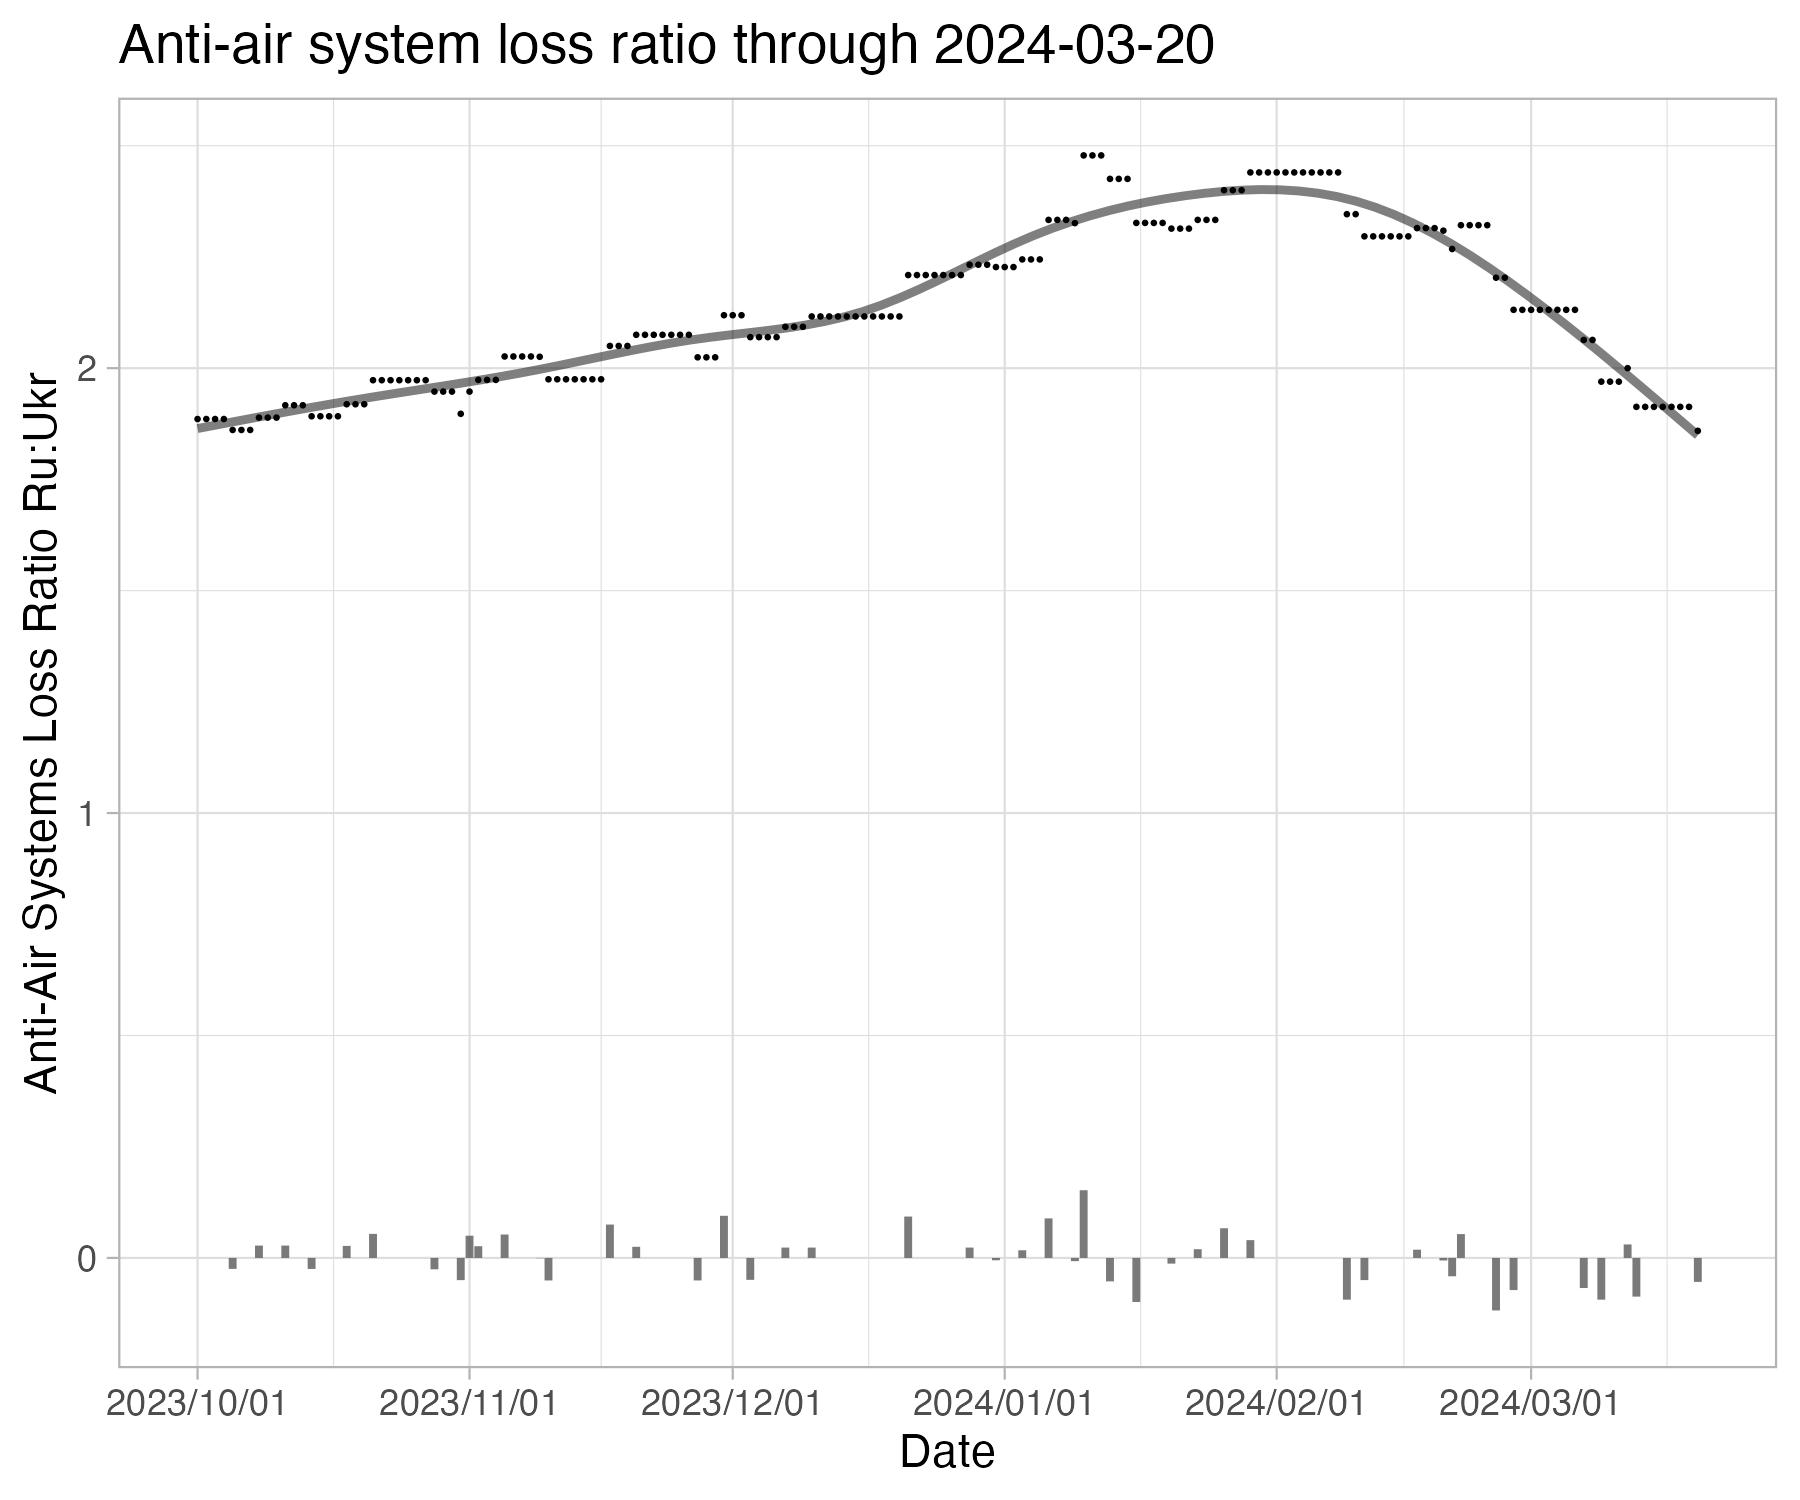 Anti-air system loss ratio through 2024-03-20
Anti-Air Systems Loss Ratio Ru:Ukr
2
1
0
2023/10/01 2023/11/01 2023/12/01 2024/01/01 2024/02/01 2024/03/01
Date